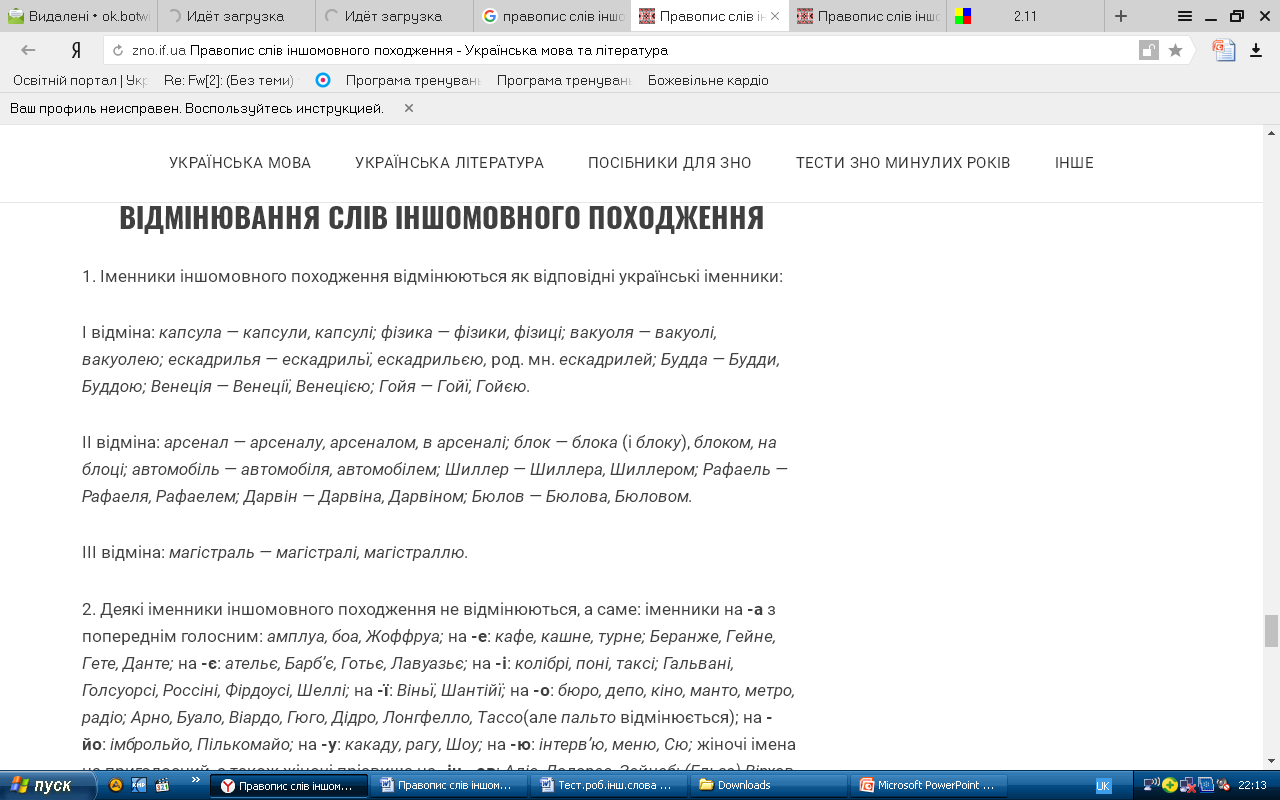 Видалені • ok.botw
Идёт загрузка
Идёт загрузка
правопис слів іншо
Правопис слів ін
Правопис слів іншо
2.11
zno.if.ua Правопис слів іншомовного походження - Українська мова та література
Освітній портал | Укр
Re: Fw[2]: (Без теми)
Програма тренувань
Програма тренувань
Божевільне кардіо
Ваш профиль неисправен. Воспользуйтесь инструкцией.
УКРАЇНСЬКА МОВА
УКРАЇНСЬКА ЛІТЕРАТУРА
ПОСІБНИКИ ДЛЯ ЗНО
ТЕСТИ ЗНО МИНУЛИХ РОКІВ
ІНШЕ
ВІДМІНЮВАННЯ СЛІВ ІНШОМОВНОГО ПОХОДЖЕННЯ
1. Іменники іншомовного походження відмінюються як відповідні українські іменники:
І відміна: капсула — капсули, капсулі; фізика — фізики, фізиці; вакуоля — вакуолі,
вакуолею; ескадрилья — ескадрильї, ескадрильєю, род. мн. ескадрилей; Будда — Будди,
Буддою; Венеція — Венеції, Венецією; Гойя — Гойї, Гойєю.
ІІ відміна: арсенал — арсеналу, арсеналом, в арсеналі; блок — блока (і блоку), блоком, на
блоці; автомобіль — автомобіля, автомобілем; Шиллер — Шиллера, Шиллером; Рафаель —
Рафаеля, Рафаелем; Дарвін — Дарвіна, Дарвіном; Бюлов — Бюлова, Бюловом.
ІІІ відміна: магістраль — магістралі, магістраллю.
2. Деякі іменники іншомовного походження не відмінюються, а саме: іменники на -а з
попереднім голосним: амплуа, боа, Жоффруа; на -е: кафе, кашне, турне; Беранже, Гейне,
Гете, Данте; на -є: ательє, Барб’є, Готьє, Лавуазьє; на -і: колібрі, поні, таксі; Гальвані,
Голсуорсі, Россіні, Фірдоусі, Шеллі; на -ї: Віньї, Шантійї; на -о: бюро, депо, кіно, манто, метро,
радіо; Арно, Буало, Віардо, Гюго, Дідро, Лонгфелло, Тассо(але пальто відмінюється); на -
йо: імброльйо, Пількомайо; на -у: какаду, рагу, Шоу; на -ю: інтерв’ю, меню, Сю; жіночі імена
пуск
Правопис слів іншом...
Правопис слів іншом...
Тест.роб.інш.слова ...
Downloads
Microsoft PowerPoint ...
UK
22:13